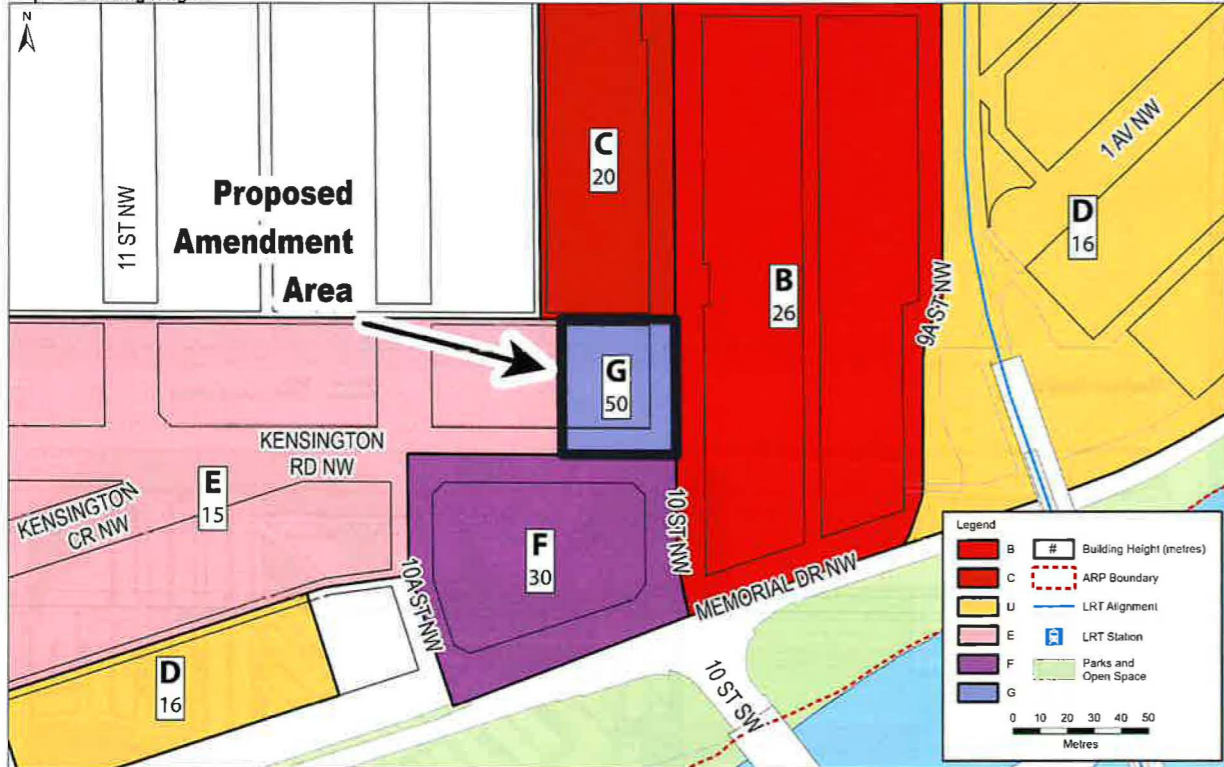 N
11 ST NW
Proposed
Amendment
Area
C
20
B
26
1 AV NW
D
16
9A ST NW
G
50
KENSINGTON
RD NW
E
15
KENSINGTON
CR NW
F
30
10 ST NW
10A ST NW
MEMORIAL DR NW
D
16
10 ST SW
Legend
B
C
D
E
F
G
# Building Height (metres)
ARP Boundary
LRT Alignment
LRT Station
Parks and
Open Space
0 10 20 30 40 50
Metres